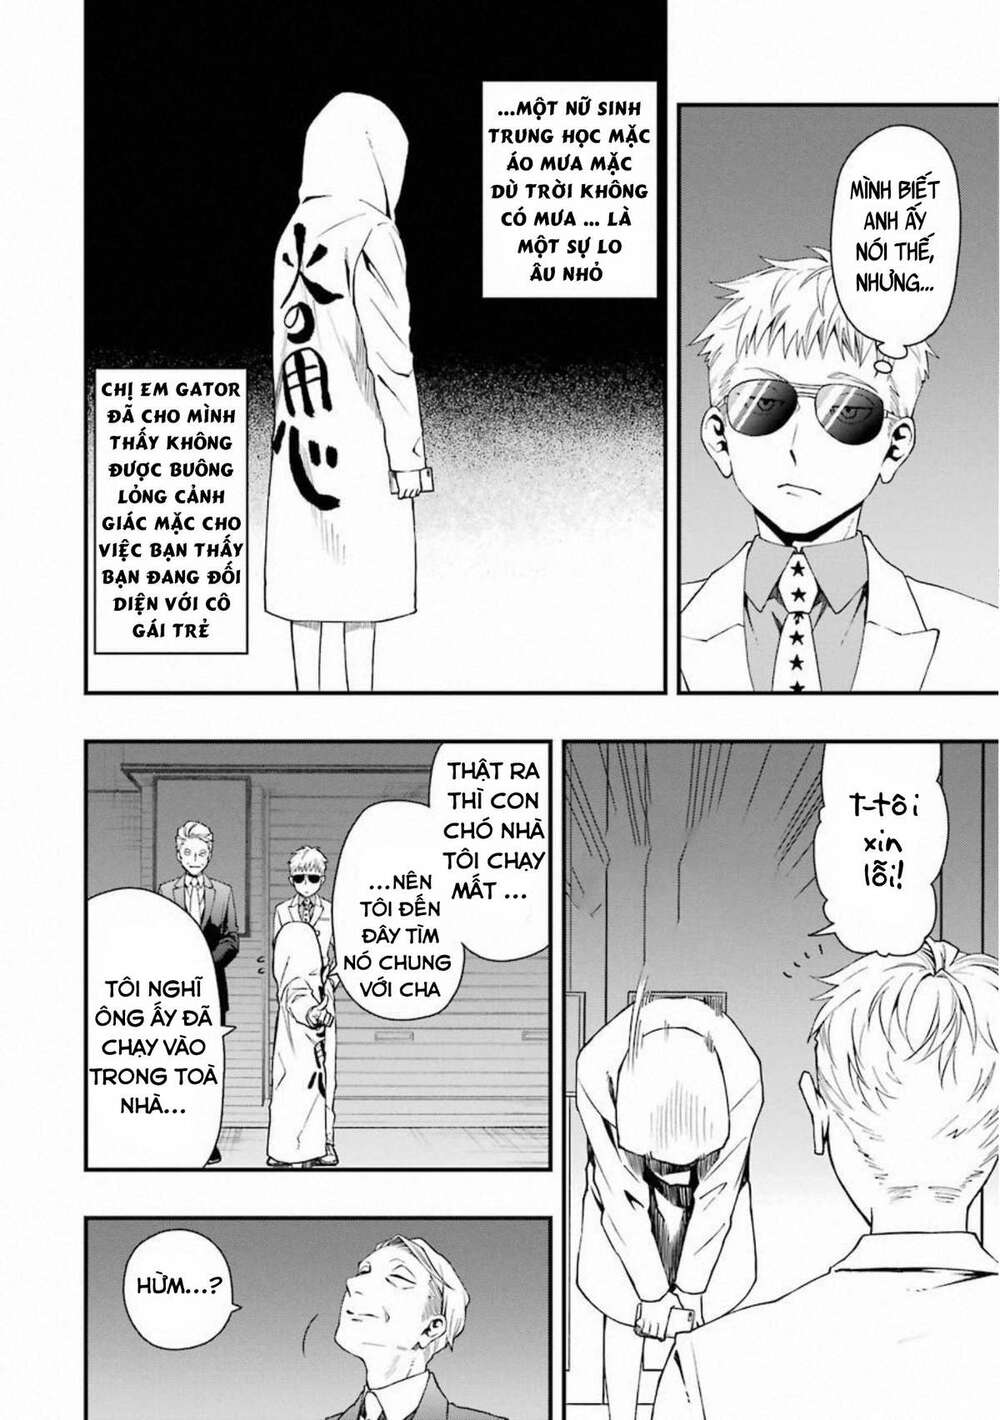 MÌNH BIẾT
ANH ẤY
NÓI THẾ,
NHƯNG...
...MỘT NỮ SINH
TRUNG HỌC MẶC
ÁO MƯA MẶC
DÙ TRỜI KHÔNG
CÓ MƯA ... LÀ
MỘT SỰ LO
ÂU NHỎ
火の用心
CHỊ EM GATOR
ĐÃ CHO MÌNH
THẤY KHÔNG
ĐƯỢC BUÔNG
LỎNG CẢNH
GIÁC MẶC CHO
VIỆC BẠN THẤY
BẠN ĐANG ĐỐI
DIỆN VỚI CÔ
GÁI TRẺ
T-TÔI
XIN
LỖI!
THẬT RA
THÌ CON
CHÓ NHÀ
TÔI CHẠY
MẤT ...
...NÊN
TÔI ĐẾN
ĐÂY TÌM
NÓ CHUNG
VỚI CHA
TÔI NGHĨ
ÔNG ẤY ĐÃ
CHẠY VÀO
TRONG TOÀ
NHÀ...
HỪM...?